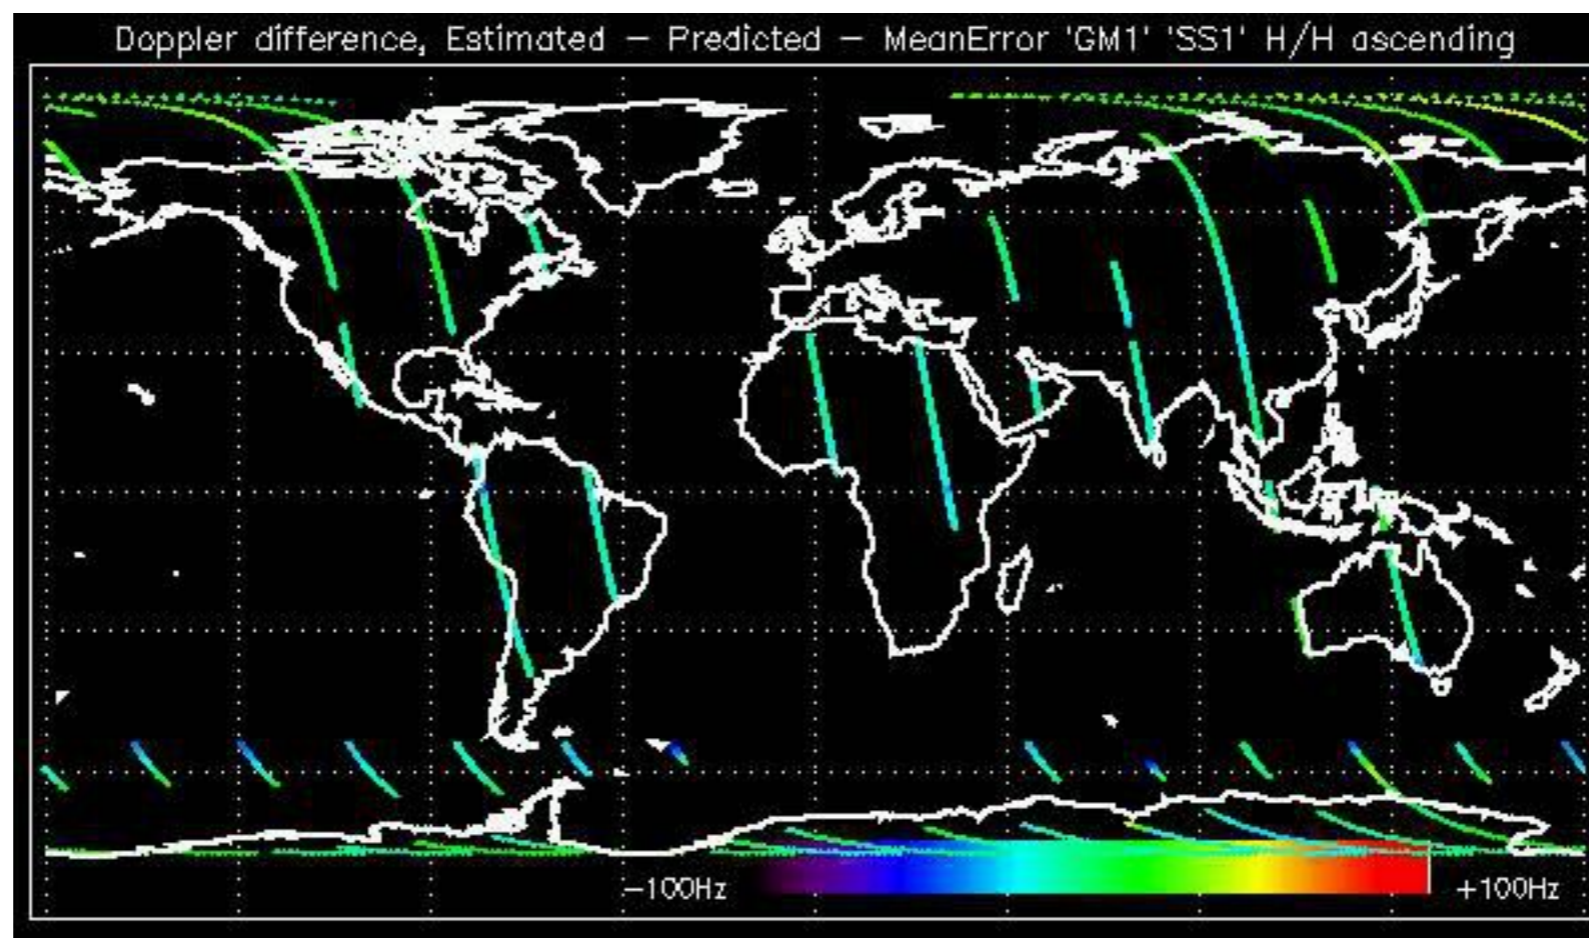 Doppler difference, Estimated – Predicted – MeanError 'GM1' 'SS1' H/H ascending
–100Hz
+100Hz